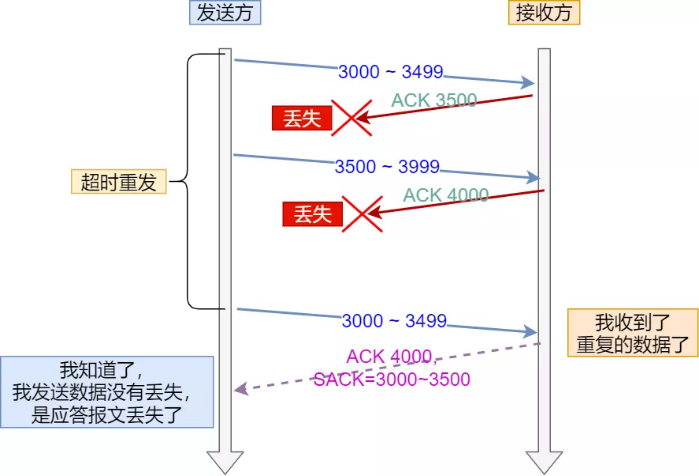 发送方
接收方
3000 ~ 3499
ACK 3500
丢失
3500 ~ 3999
超时重发
ACK 4000
丢失
3000 ~ 3499
我收到了
重复的数据了
ACK 4000,
SACK=3000~3500
我知道了，
我发送数据没有丢失，
是应答报文丢失了